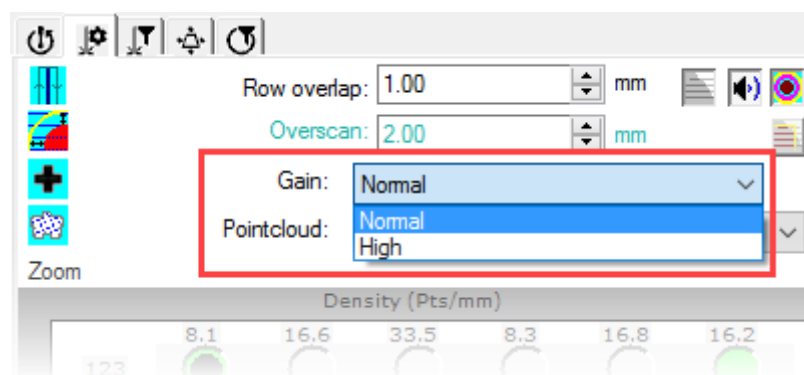 Row overlap: 1.00 mm
Overscan: 2.00 mm
Gain: Normal
Normal
Pointcloud:
High
Zoom
Density (Pts/mm)
8.1 16.6 33.5 8.3 16.8 16.2
123